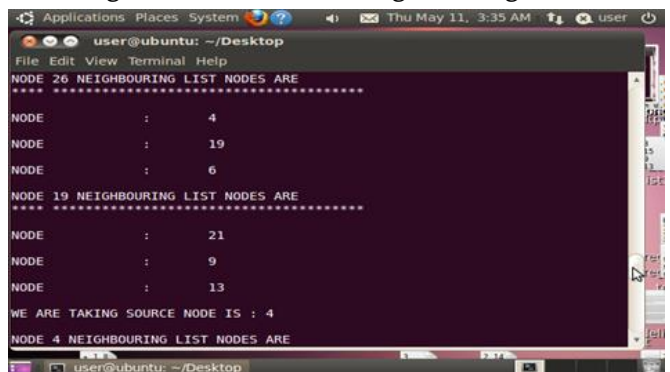 Applications Places System Thu May 11, 3:35 AM user
user@ubuntu: ~/Desktop
File Edit View Terminal Help
NODE 26 NEIGHBOURING LIST NODES ARE
**** **************************************
NODE : 4
NODE : 19
NODE : 6
NODE 19 NEIGHBOURING LIST NODES ARE
**** **************************************
NODE : 21
NODE : 9
NODE : 13
WE ARE TAKING SOURCE NODE IS : 4
NODE 4 NEIGHBOURING LIST NODES ARE
user@ubuntu: ~/Desktop